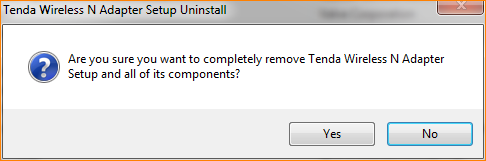 Tenda Wireless N Adapter Setup Uninstall
Are you sure you want to completely remove Tenda Wireless N Adapter
Setup and all of its components?
Yes
No